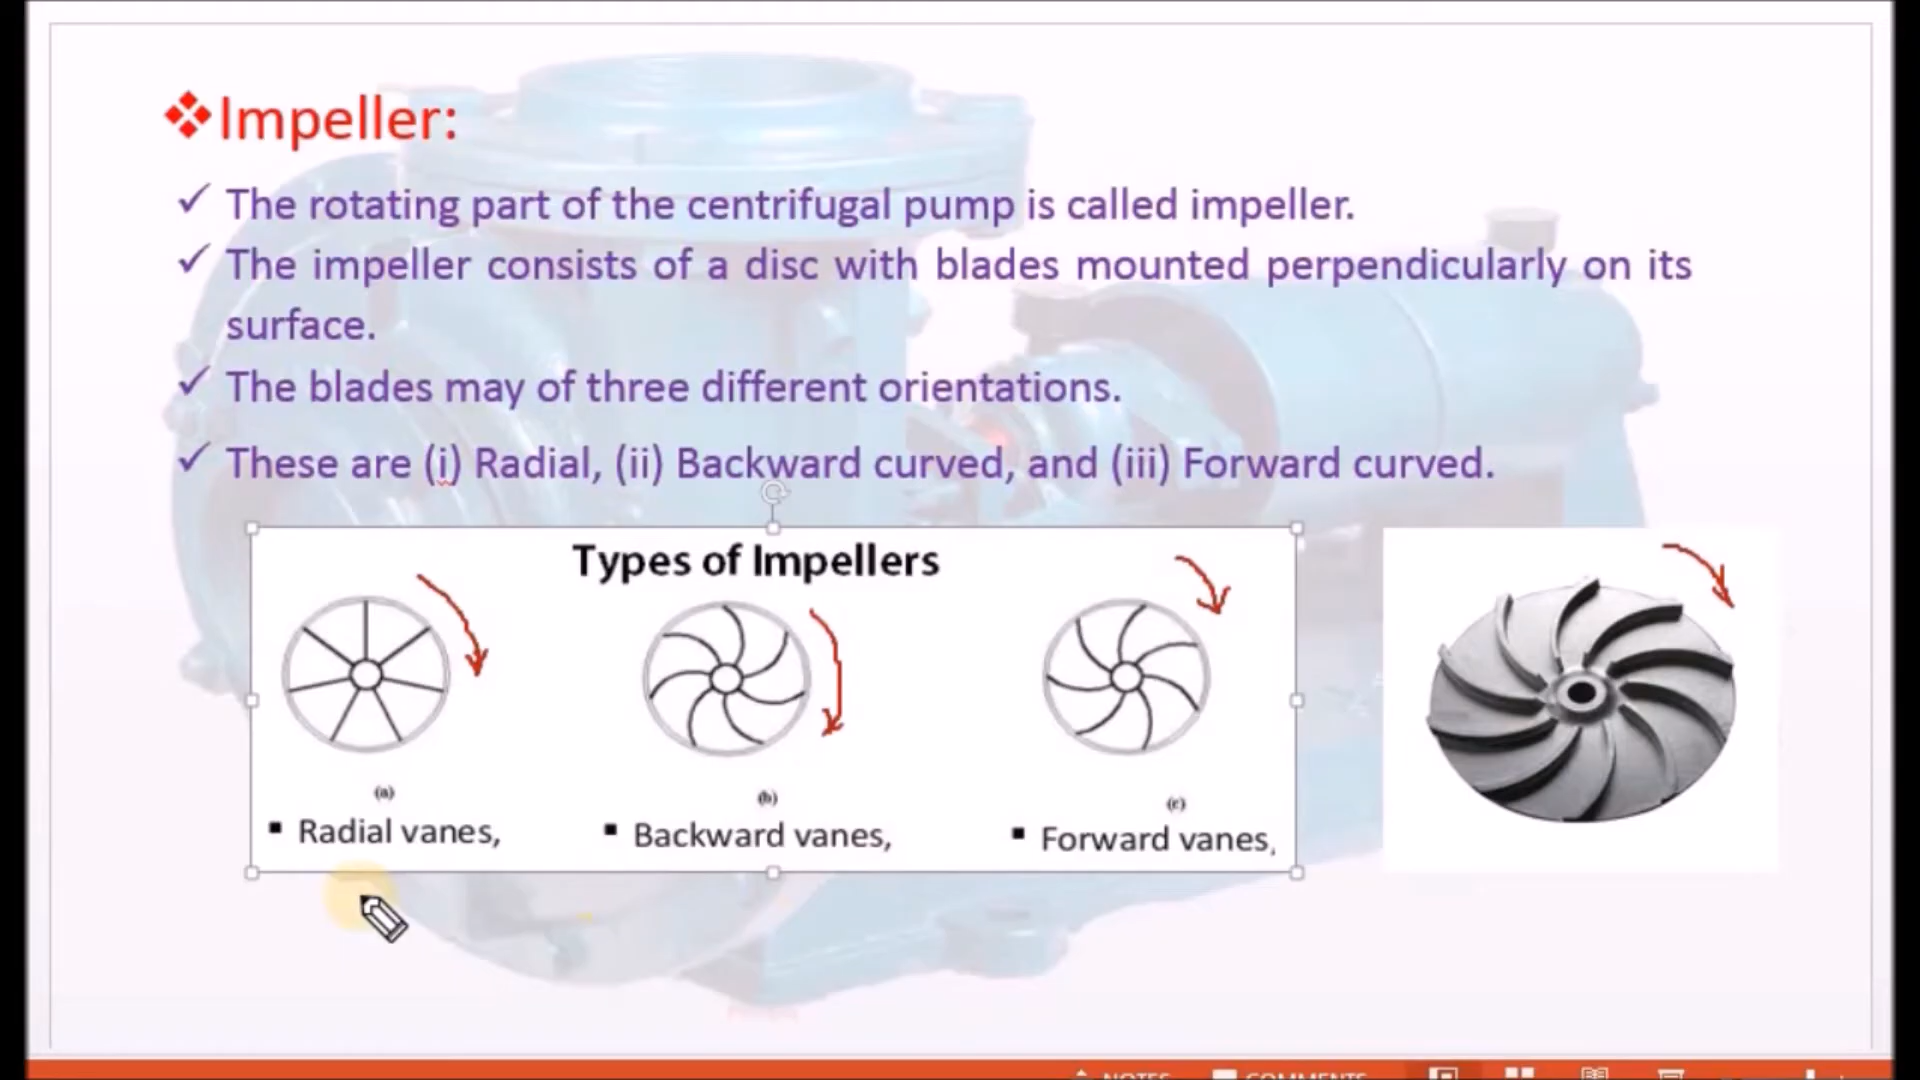 Impeller:
The rotating part of the centrifugal pump is called impeller.
The impeller consists of a disc with blades mounted perpendicularly on its
surface.
The blades may of three different orientations.
These are (i) Radial, (ii) Backward curved, and (iii) Forward curved.
Types of Impellers
(a)
(b)
(c)
Radial vanes,
Backward vanes,
Forward vanes,
NOTES
COMMENTS